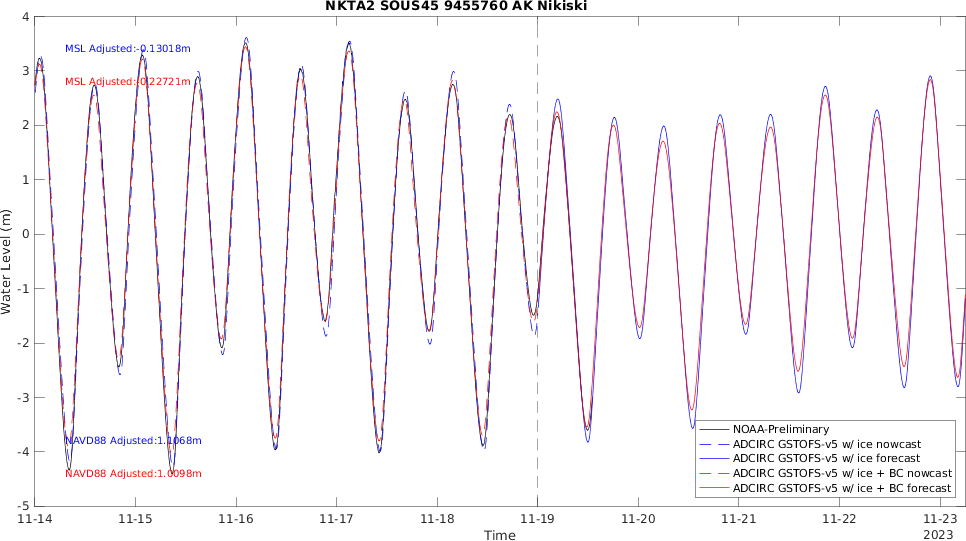 NKTA2 SOUS45 9455760 AK Nikiski
4
3
2
1
0
-1
-2
-3
-4
-5
Water Level (m)
MSL Adjusted:-0.13018m
MSL Adjusted:-0.22721m
NAVD88 Adjusted:1.1068m
NAVD88 Adjusted:1.0098m
NOAA-Preliminary
ADCIRC GSTOFS-v5 w/ ice nowcast
ADCIRC GSTOFS-v5 w/ ice forecast
ADCIRC GSTOFS-v5 w/ ice + BC nowcast
ADCIRC GSTOFS-v5 w/ ice + BC forecast
11-14 11-15 11-16 11-17 11-18 11-19 11-20 11-21 11-22 11-23
Time 2023